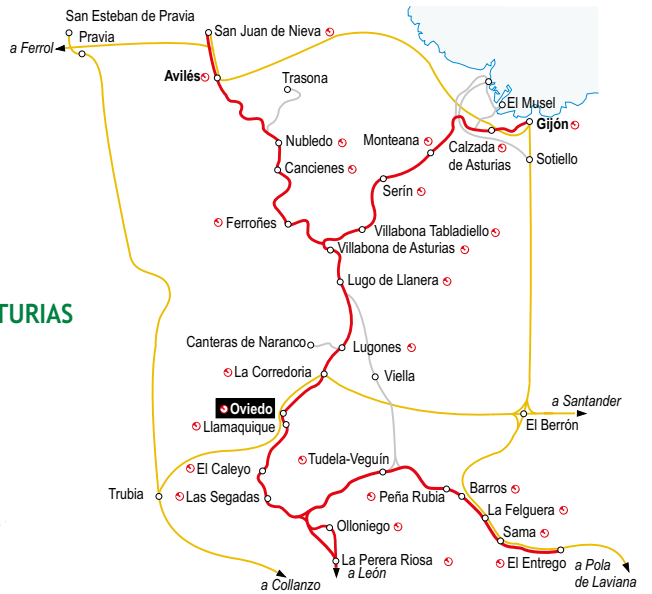 San Esteban de Pravia
San Juan de Nieva
Pravia
a Ferrol
Avilés
Trasona
El Musel
Gijón
Nubledo
Monteana
Calzada
de Asturias
Sotiello
Cancienes
Serín
Ferroñes
Villabona Tabladiello
Villabona de Asturias
Lugo de Llanera
TURIAS
Canteras de Naranco
Lugones
La Corredoria
Viella
a Santander
Oviedo
El Berrón
Llamaquique
Tudela-Veguín
El Caleyo
Trubia
Las Segadas
Peña Rubia
Barros
La Felguera
Olloniego
Sama
La Perera Riosa
El Entrego
a León
a Collanzo
a Pola
de Laviana